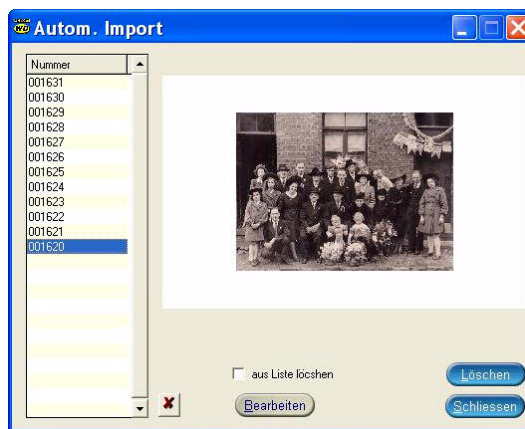 Autom. Import
Nummer
001631
001630
001629
001628
001627
001626
001625
001624
001623
001622
001621
001620
aus Liste löcshen
Löschen
Bearbeiten
Schliessen